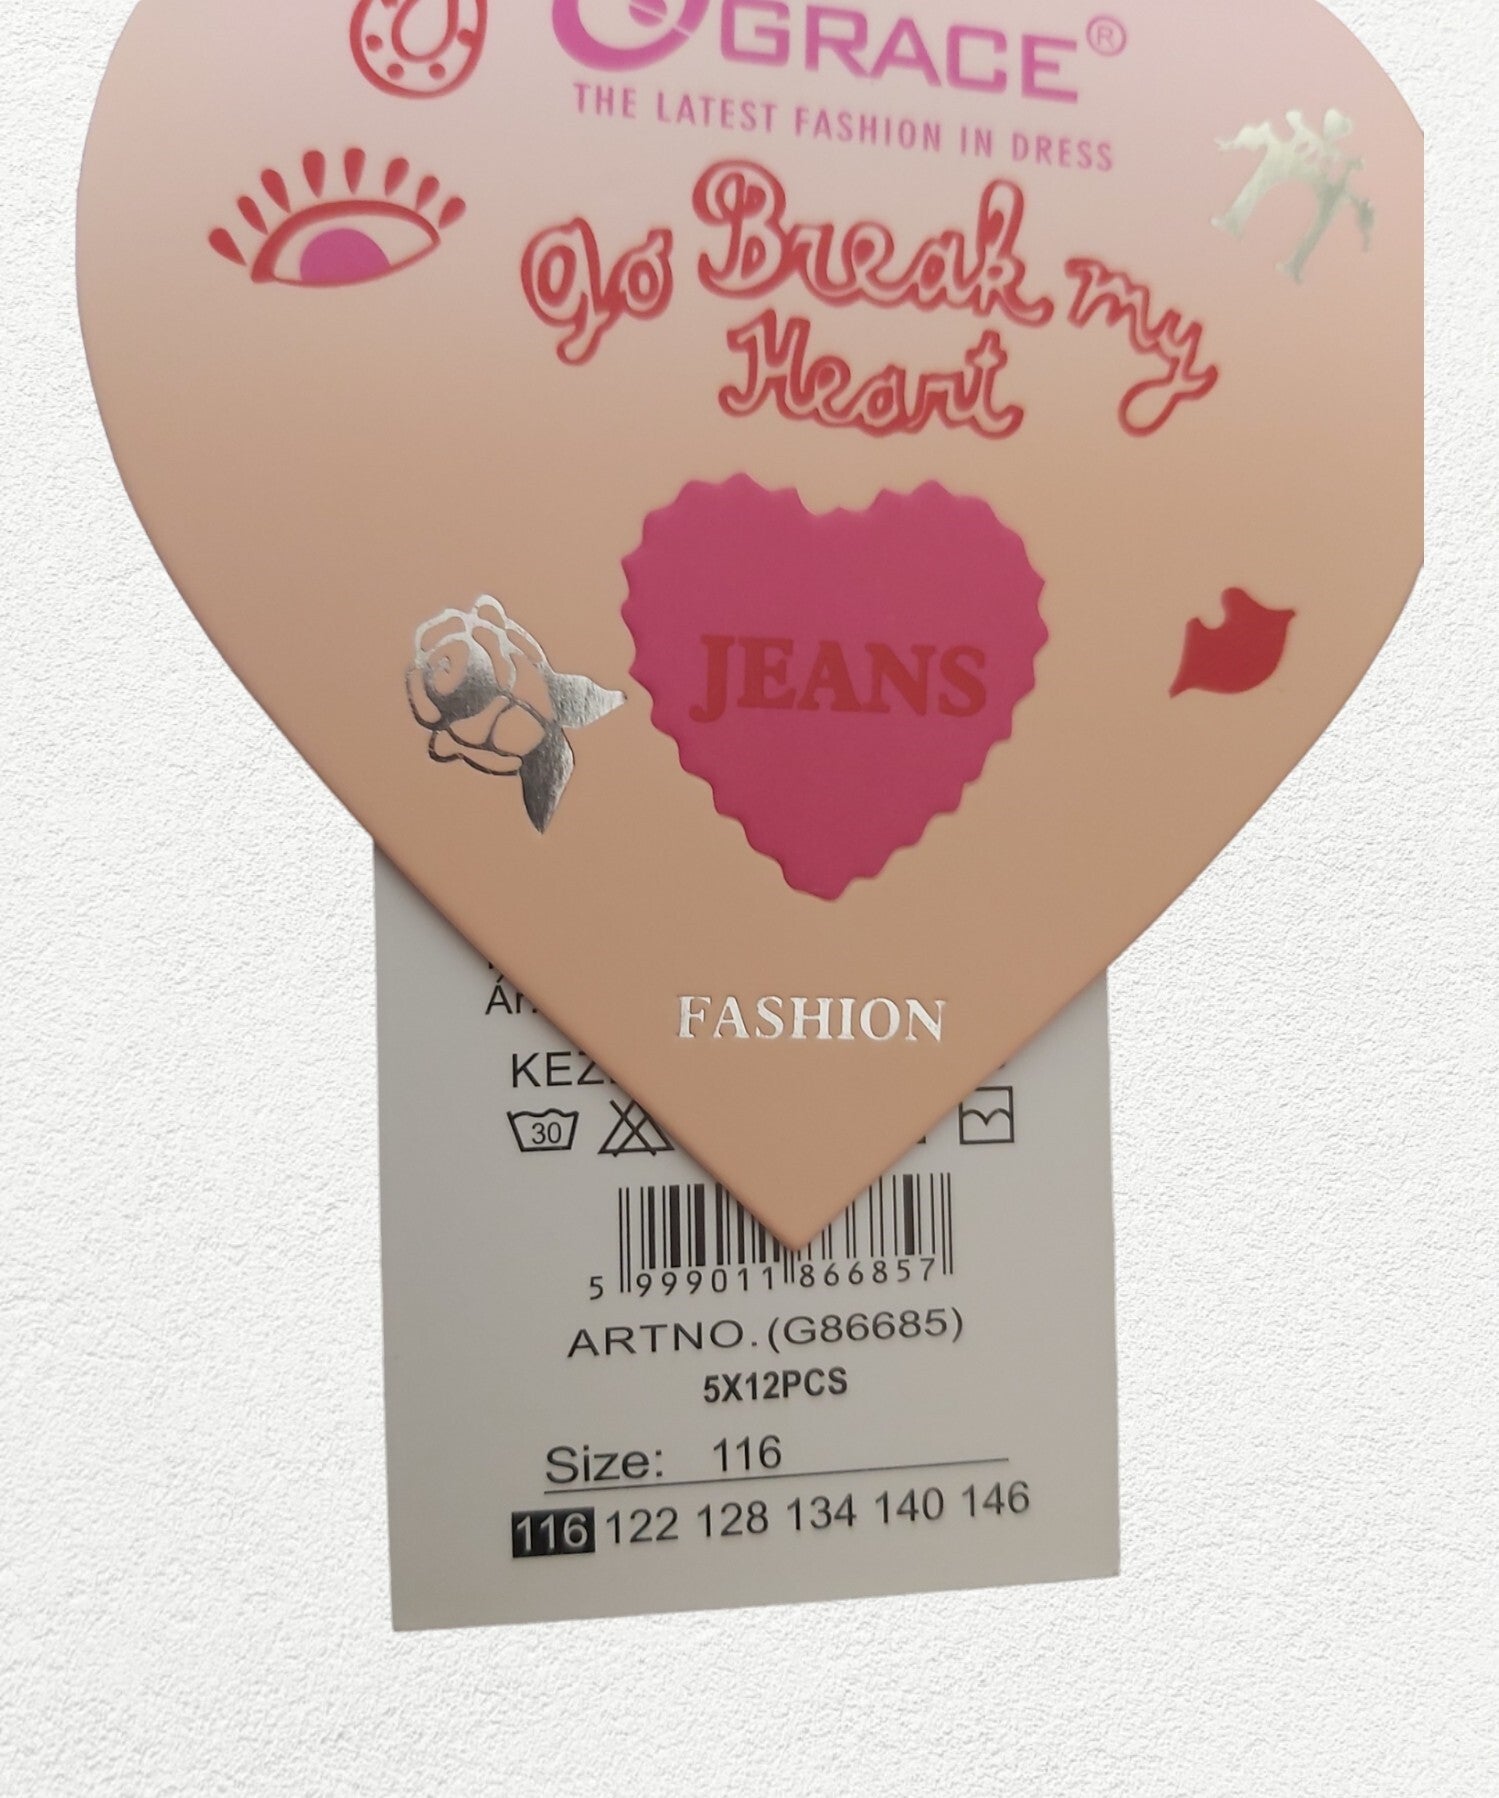 GRACE®
THE LATEST FASHION IN DRESS
go Break my
Heart
JEANS
FASHION
30
5 999011 866857
ARTNO.(G86685)
5X12PCS
Size: 116
116 122 128 134 140 146